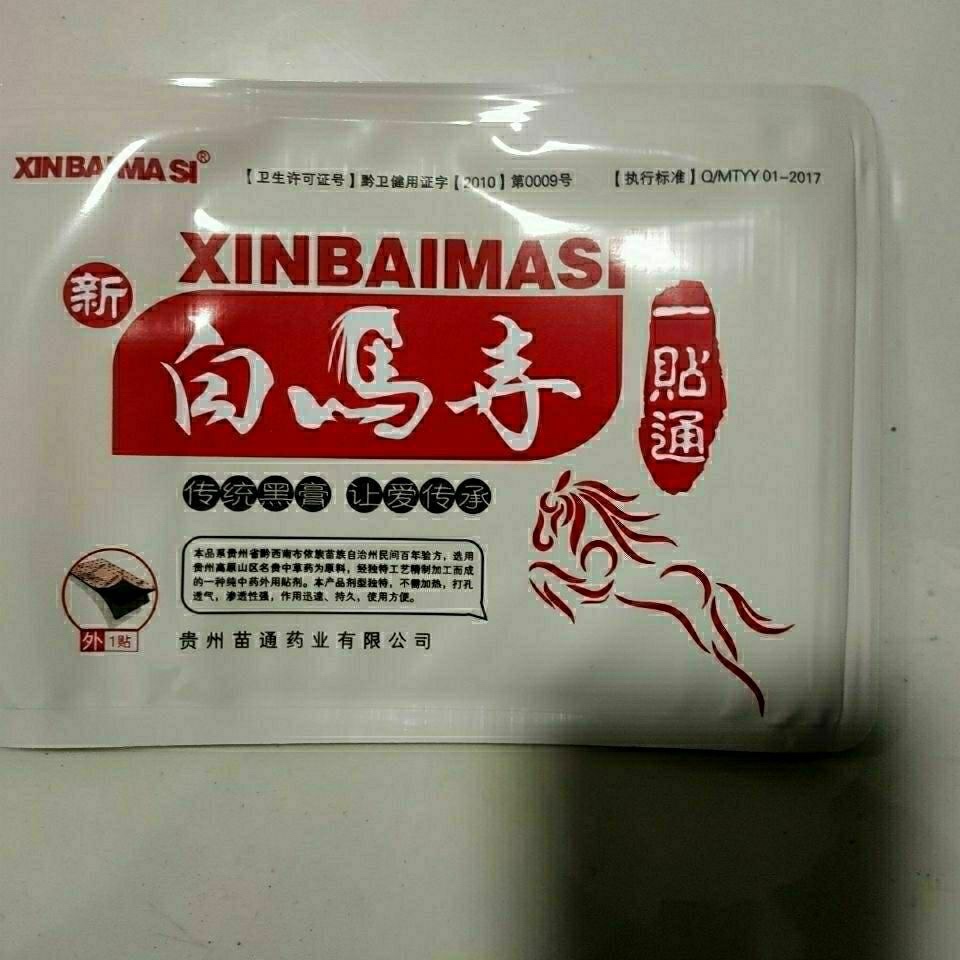 XINBAIMASI®
【卫生许可证号】黔卫健用证字【2010】第0009号
【执行标准】Q/MTYY 01-2017
XINBAIMASI
新
白馬寺
一貼通
传统黑膏 让爱传承
本品系贵州省黔西南布依族苗族自治州民间百年验方，选用
贵州高原山区名贵中草药为原料，经独特工艺精制加工而成
的一种纯中药外用贴剂。本产品剂型独特，不需加热，打孔
透气，渗透性强，作用迅速、持久，使用方便。
外 1贴
贵州苗通药业有限公司